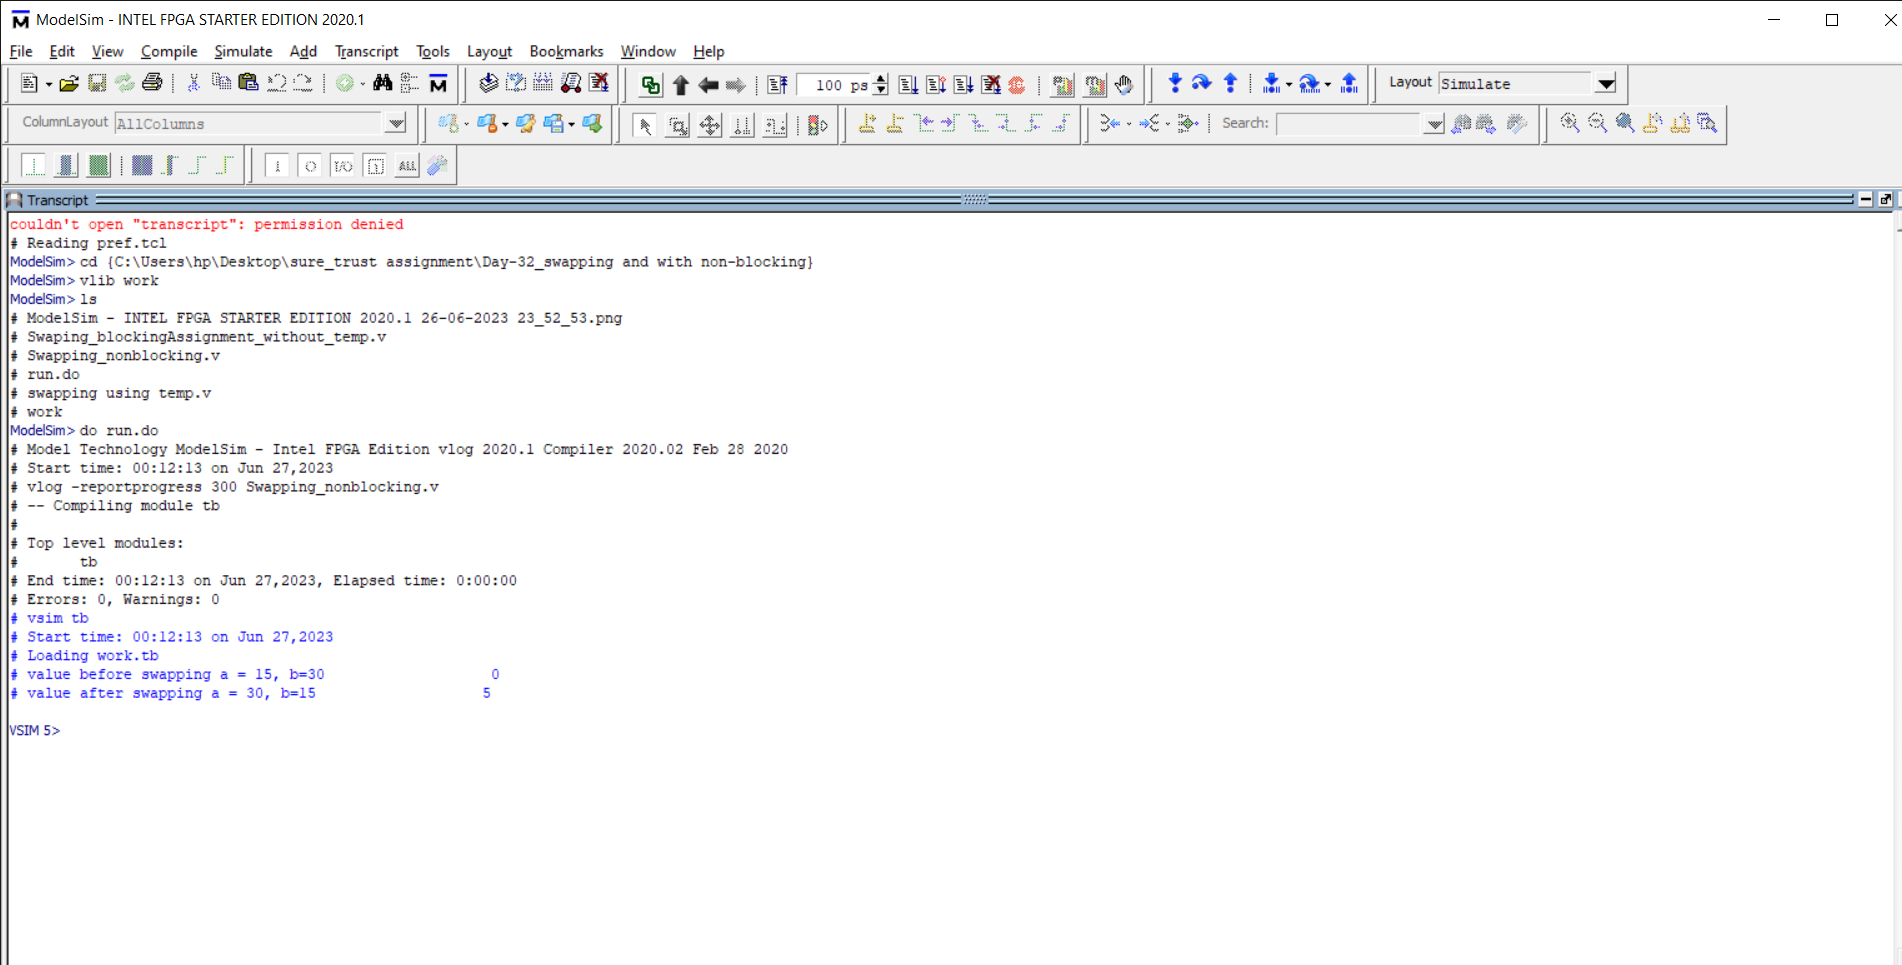 ModelSim - INTEL FPGA STARTER EDITION 2020.1
File Edit View Compile Simulate Add Transcript Tools Layout Bookmarks Window Help
100 ps
Layout Simulate
ColumnLayout AllColumns
Search:
I/O ALL
Transcript
couldn't open "transcript": permission denied
# Reading pref.tcl
ModelSim> cd {C:\Users\hp\Desktop\sure_trust assignment\Day-32_swapping and with non-blocking}
ModelSim> vlib work
ModelSim> ls
# ModelSim - INTEL FPGA STARTER EDITION 2020.1 26-06-2023 23_52_53.png
# Swaping_blockingAssignment_without_temp.v
# Swapping_nonblocking.v
# run.do
# swapping using temp.v
# work
ModelSim> do run.do
# Model Technology ModelSim - Intel FPGA Edition vlog 2020.1 Compiler 2020.02 Feb 28 2020
# Start time: 00:12:13 on Jun 27,2023
# vlog -reportprogress 300 Swapping_nonblocking.v
# -- Compiling module tb
#
# Top level modules:
# tb
# End time: 00:12:13 on Jun 27,2023, Elapsed time: 0:00:00
# Errors: 0, Warnings: 0
# vsim tb
# Start time: 00:12:13 on Jun 27,2023
# Loading work.tb
# value before swapping a = 15, b=30 0
# value after swapping a = 30, b=15 5
VSIM 5>